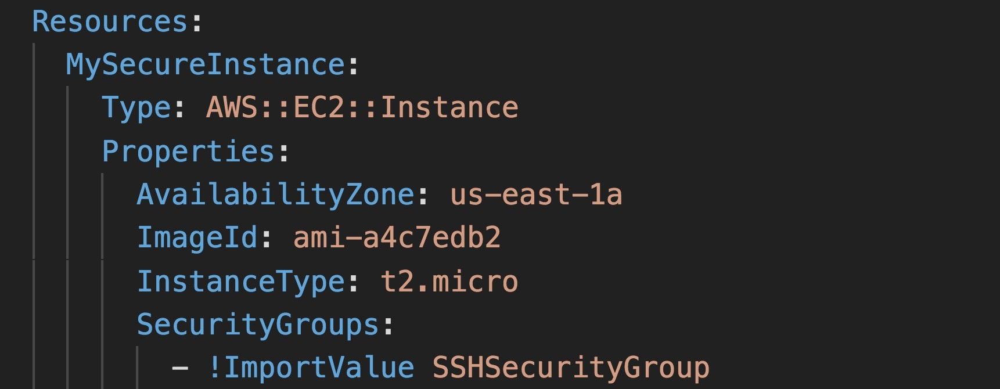 Resources:
MySecureInstance:
Type: AWS::EC2::Instance
Properties:
AvailabilityZone: us-east-1a
ImageId: ami-a4c7edb2
InstanceType: t2.micro
SecurityGroups:
- !ImportValue SSHSecurityGroup